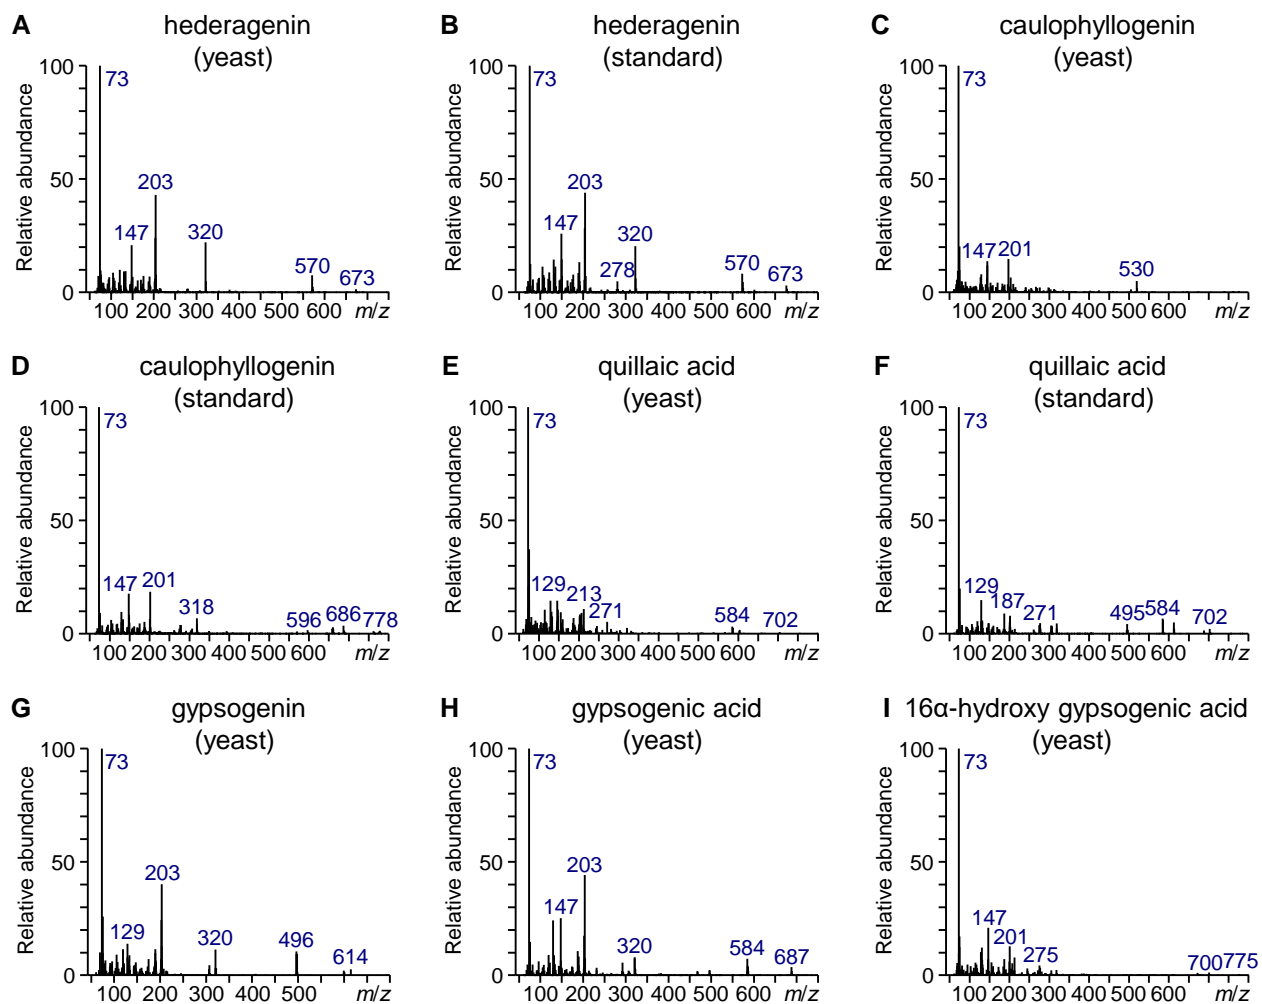 A
hederagenin
(yeast)
100
50
0
Relative abundance
73
147
203
320
570
673
100 200 300 400 500 600 m/z
B
hederagenin
(standard)
100
50
0
Relative abundance
73
147
203
278
320
570
673
100 200 300 400 500 600 m/z
C
caulophyllogenin
(yeast)
100
50
0
Relative abundance
73
147
201
530
100 200 300 400 500 600 m/z
D
caulophyllogenin
(standard)
100
50
0
Relative abundance
73
147
201
318
596
686
778
100 200 300 400 500 600 m/z
E
quillaic acid
(yeast)
100
50
0
Relative abundance
73
129
213
271
584
702
100 200 300 400 500 600 m/z
F
quillaic acid
(standard)
100
50
0
Relative abundance
73
129
187
271
495
584
702
100 200 300 400 500 600 m/z
G
gypsogenin
(yeast)
100
50
0
Relative abundance
73
129
203
320
496
614
100 200 300 400 500 m/z
H
gypsogenic acid
(yeast)
100
50
0
Relative abundance
73
147
203
320
584
687
100 200 300 400 500 600 m/z
I
16α-hydroxy gypsogenic acid
(yeast)
100
50
0
Relative abundance
73
147
201
275
700
775
100 200 300 400 500 600 m/z